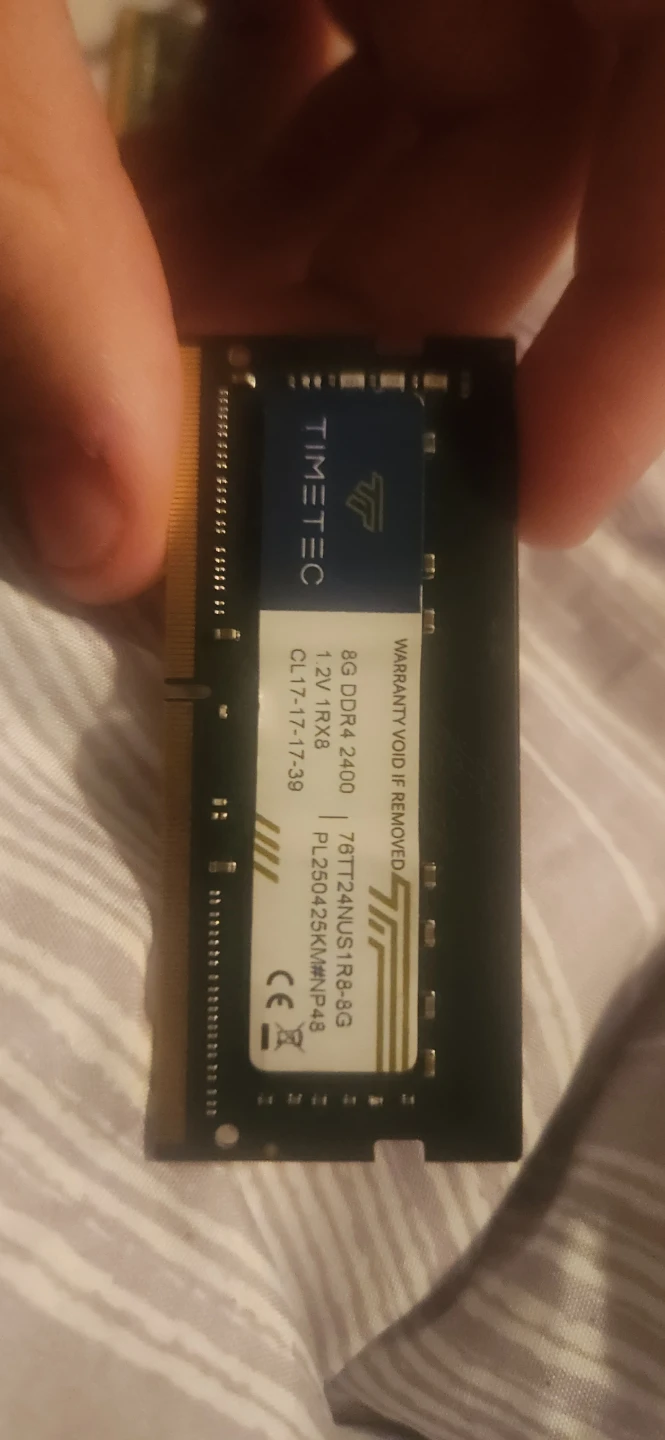 TIMETEC
WARRANTY VOID IF REMOVED
8G DDR4 2400 | 76TT24NUS1R8-8G
1.2V 1RX8 PL250425KM#NP48
CL17-17-17-39
CE